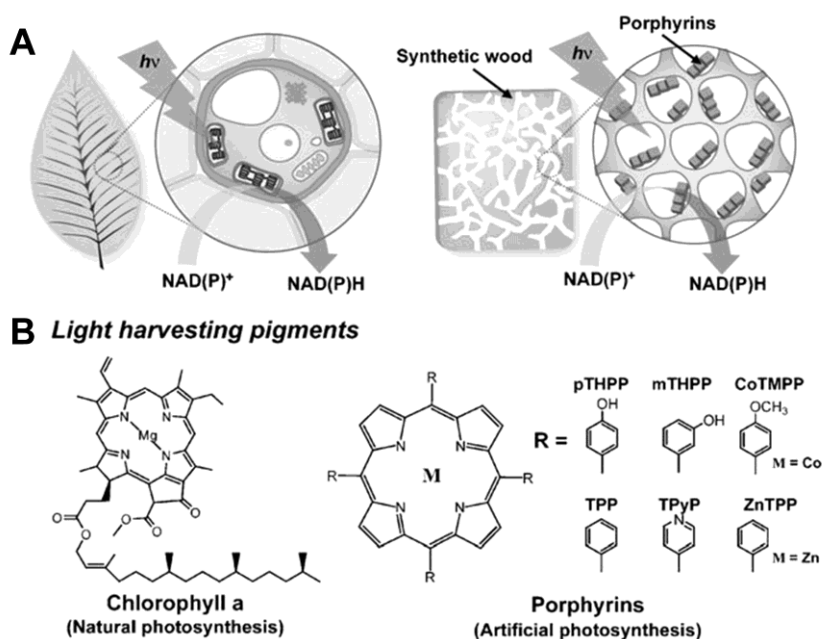 A
hν
NAD(P)+
NAD(P)H
Synthetic wood
hν
Porphyrins
NAD(P)+
NAD(P)H
B Light harvesting pigments
N
N
Mg
N
N
O
O
CH3O
O
O
Chlorophyll a
(Natural photosynthesis)
R
R
N
N
M
N
N
R
R
Porphyrins
(Artificial photosynthesis)
R =
pTHPP
OH
mTHPP
OH
CoTMPP
OCH3
M = Co
TPP
TPyP
N
ZnTPP
M = Zn